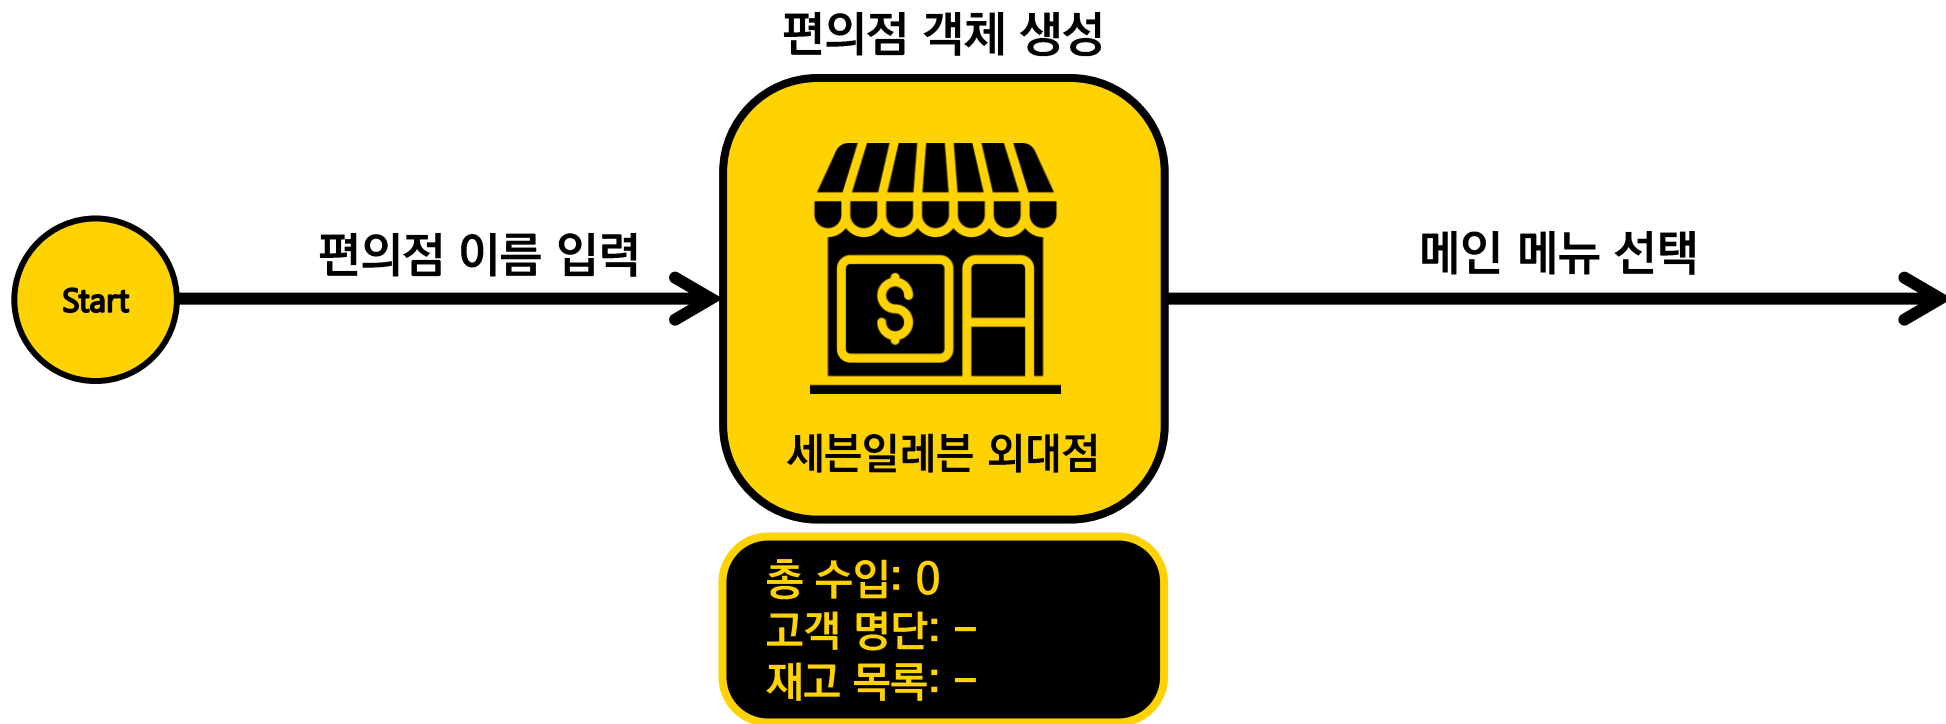 편의점 객체 생성
Start
편의점 이름 입력
$
세븐일레븐 외대점
메인 메뉴 선택
총 수입: 0
고객 명단: -
재고 목록: -